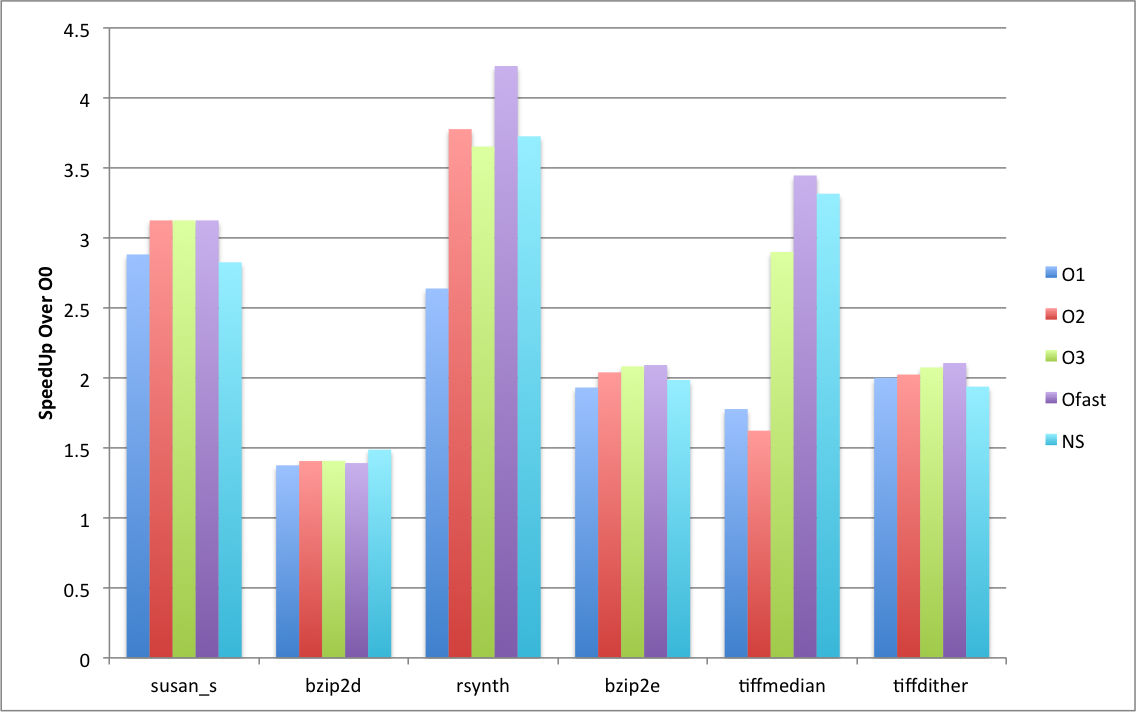 4.5
4
3.5
3
2.5
2
1.5
1
0.5
0
SpeedUp Over O0
susan_s
bzip2d
rsynth
bzip2e
tiffmedian
tiffdither
O1
O2
O3
Ofast
NS